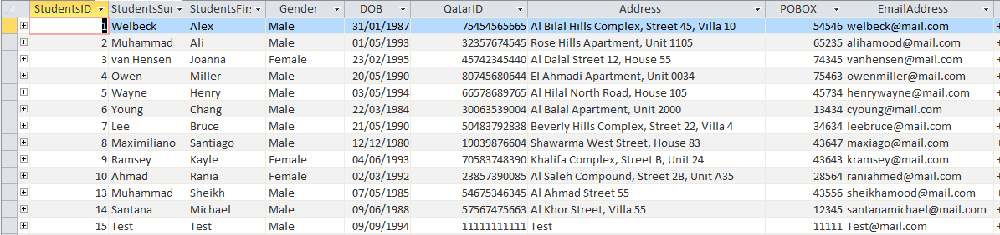 StudentsID StudentsSur StudentsFirs Gender DOB QatarID Address POBOX EmailAddress
1 Welbeck Alex Male 31/01/1987 75454565665 Al Bilal Hills Complex, Street 45, Villa 10 54546 welbeck@mail.com
2 Muhammad Ali Male 01/05/1993 32357674545 Rose Hills Apartment, Unit 1105 65235 alihamood@mail.com
3 van Hensen Joanna Female 23/02/1995 45742345440 Al Dalal Street 12, House 55 74345 vanhensen@mail.com
4 Owen Miller Male 20/05/1990 80745680644 El Ahmadi Apartment, Unit 0034 75463 owenmiller@mail.com
5 Wayne Henry Male 03/05/1994 66578689765 Al Hilal North Road, House 105 45734 henrywayne@mail.com
6 Young Chang Male 22/03/1984 30063539004 Al Balal Apartment, Unit 2000 13434 cyoung@mail.com
7 Lee Bruce Male 21/05/1990 50483792838 Beverly Hills Complex, Street 22, Villa 4 34634 leebruce@mail.com
8 Maximiliano Santiago Male 12/12/1980 19039876604 Shawarma West Street, House 83 43647 maxiago@mail.com
9 Ramsey Kayle Female 04/06/1993 70583748390 Khalifa Complex, Street B, Unit 24 43643 kramsey@mail.com
10 Ahmad Rania Female 02/03/1992 23857390085 Al Saleh Compound, Street 2B, Unit A35 28564 raniahmed@mail.com
13 Muhammad Sheikh Male 07/05/1985 54675346345 Al Ahmad Street 55 43556 sheikhamood@mail.com
14 Santana Michael Male 09/06/1988 57567475663 Al Khor Street, Villa 55 12345 santanamichael@mail.com
15 Test Test Male 09/09/1994 11111111111 Test 11111 Test@mail.com